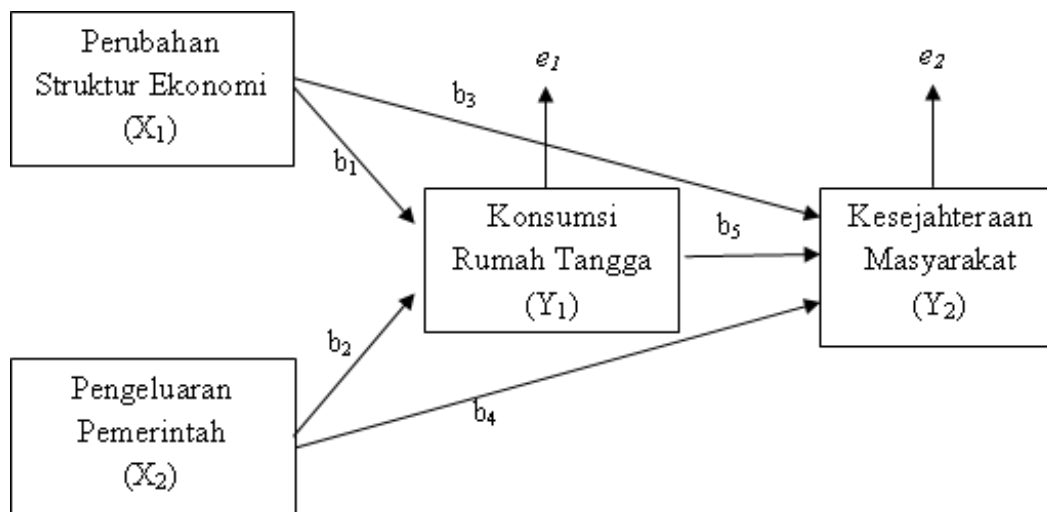 Perubahan
Struktur Ekonomi
(X1)
e1
e2
b3
b1
Konsumsi
Rumah Tangga
(Y1)
b5
Kesejahteraan
Masyarakat
(Y2)
b2
Pengeluaran
Pemerintah
(X2)
b4